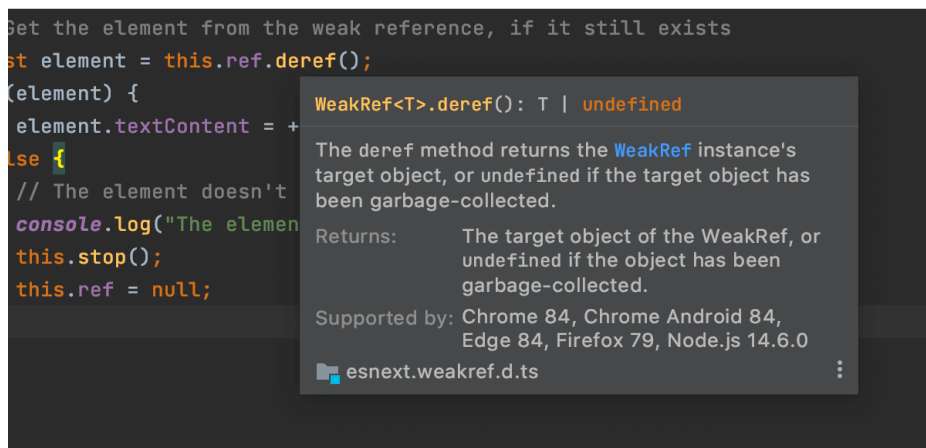 Get the element from the weak reference, if it still exists
st element = this.ref.deref();
(element) {
element.textContent = +
lse {
// The element doesn't
console.log("The elemen
this.stop();
this.ref = null;
WeakRef<T>.deref(): T | undefined
The deref method returns the WeakRef instance's
target object, or undefined if the target object has
been garbage-collected.
Returns: The target object of the WeakRef, or
undefined if the object has been
garbage-collected.
Supported by: Chrome 84, Chrome Android 84,
Edge 84, Firefox 79, Node.js 14.6.0
esnext.weakref.d.ts